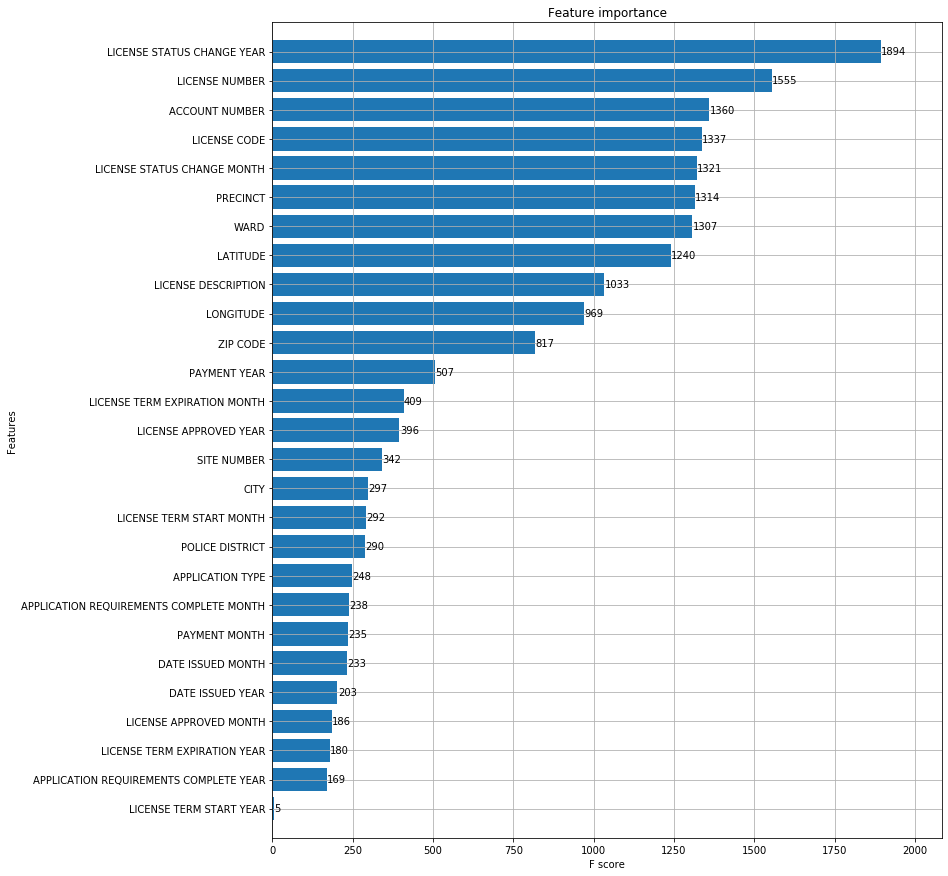 Feature importance
LICENSE STATUS CHANGE YEAR 1894
LICENSE NUMBER 1555
ACCOUNT NUMBER 1360
LICENSE CODE 1337
LICENSE STATUS CHANGE MONTH 1321
PRECINCT 1314
WARD 1307
LATITUDE 1240
LICENSE DESCRIPTION 1033
LONGITUDE 969
ZIP CODE 817
PAYMENT YEAR 507
LICENSE TERM EXPIRATION MONTH 409
LICENSE APPROVED YEAR 396
SITE NUMBER 342
CITY 297
LICENSE TERM START MONTH 292
POLICE DISTRICT 290
APPLICATION TYPE 248
APPLICATION REQUIREMENTS COMPLETE MONTH 238
PAYMENT MONTH 235
DATE ISSUED MONTH 233
DATE ISSUED YEAR 203
LICENSE APPROVED MONTH 186
LICENSE TERM EXPIRATION YEAR 180
APPLICATION REQUIREMENTS COMPLETE YEAR 169
LICENSE TERM START YEAR 5
Features
0 250 500 750 1000 1250 1500 1750 2000
F score